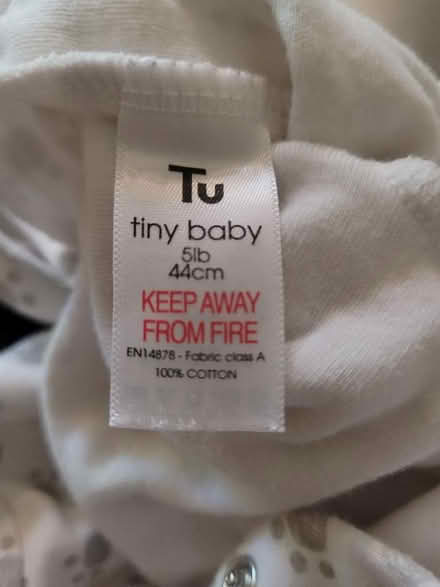 Tu
tiny baby
5lb
44cm
KEEP AWAY
FROM FIRE
EN14878 - Fabric class A
100% COTTON